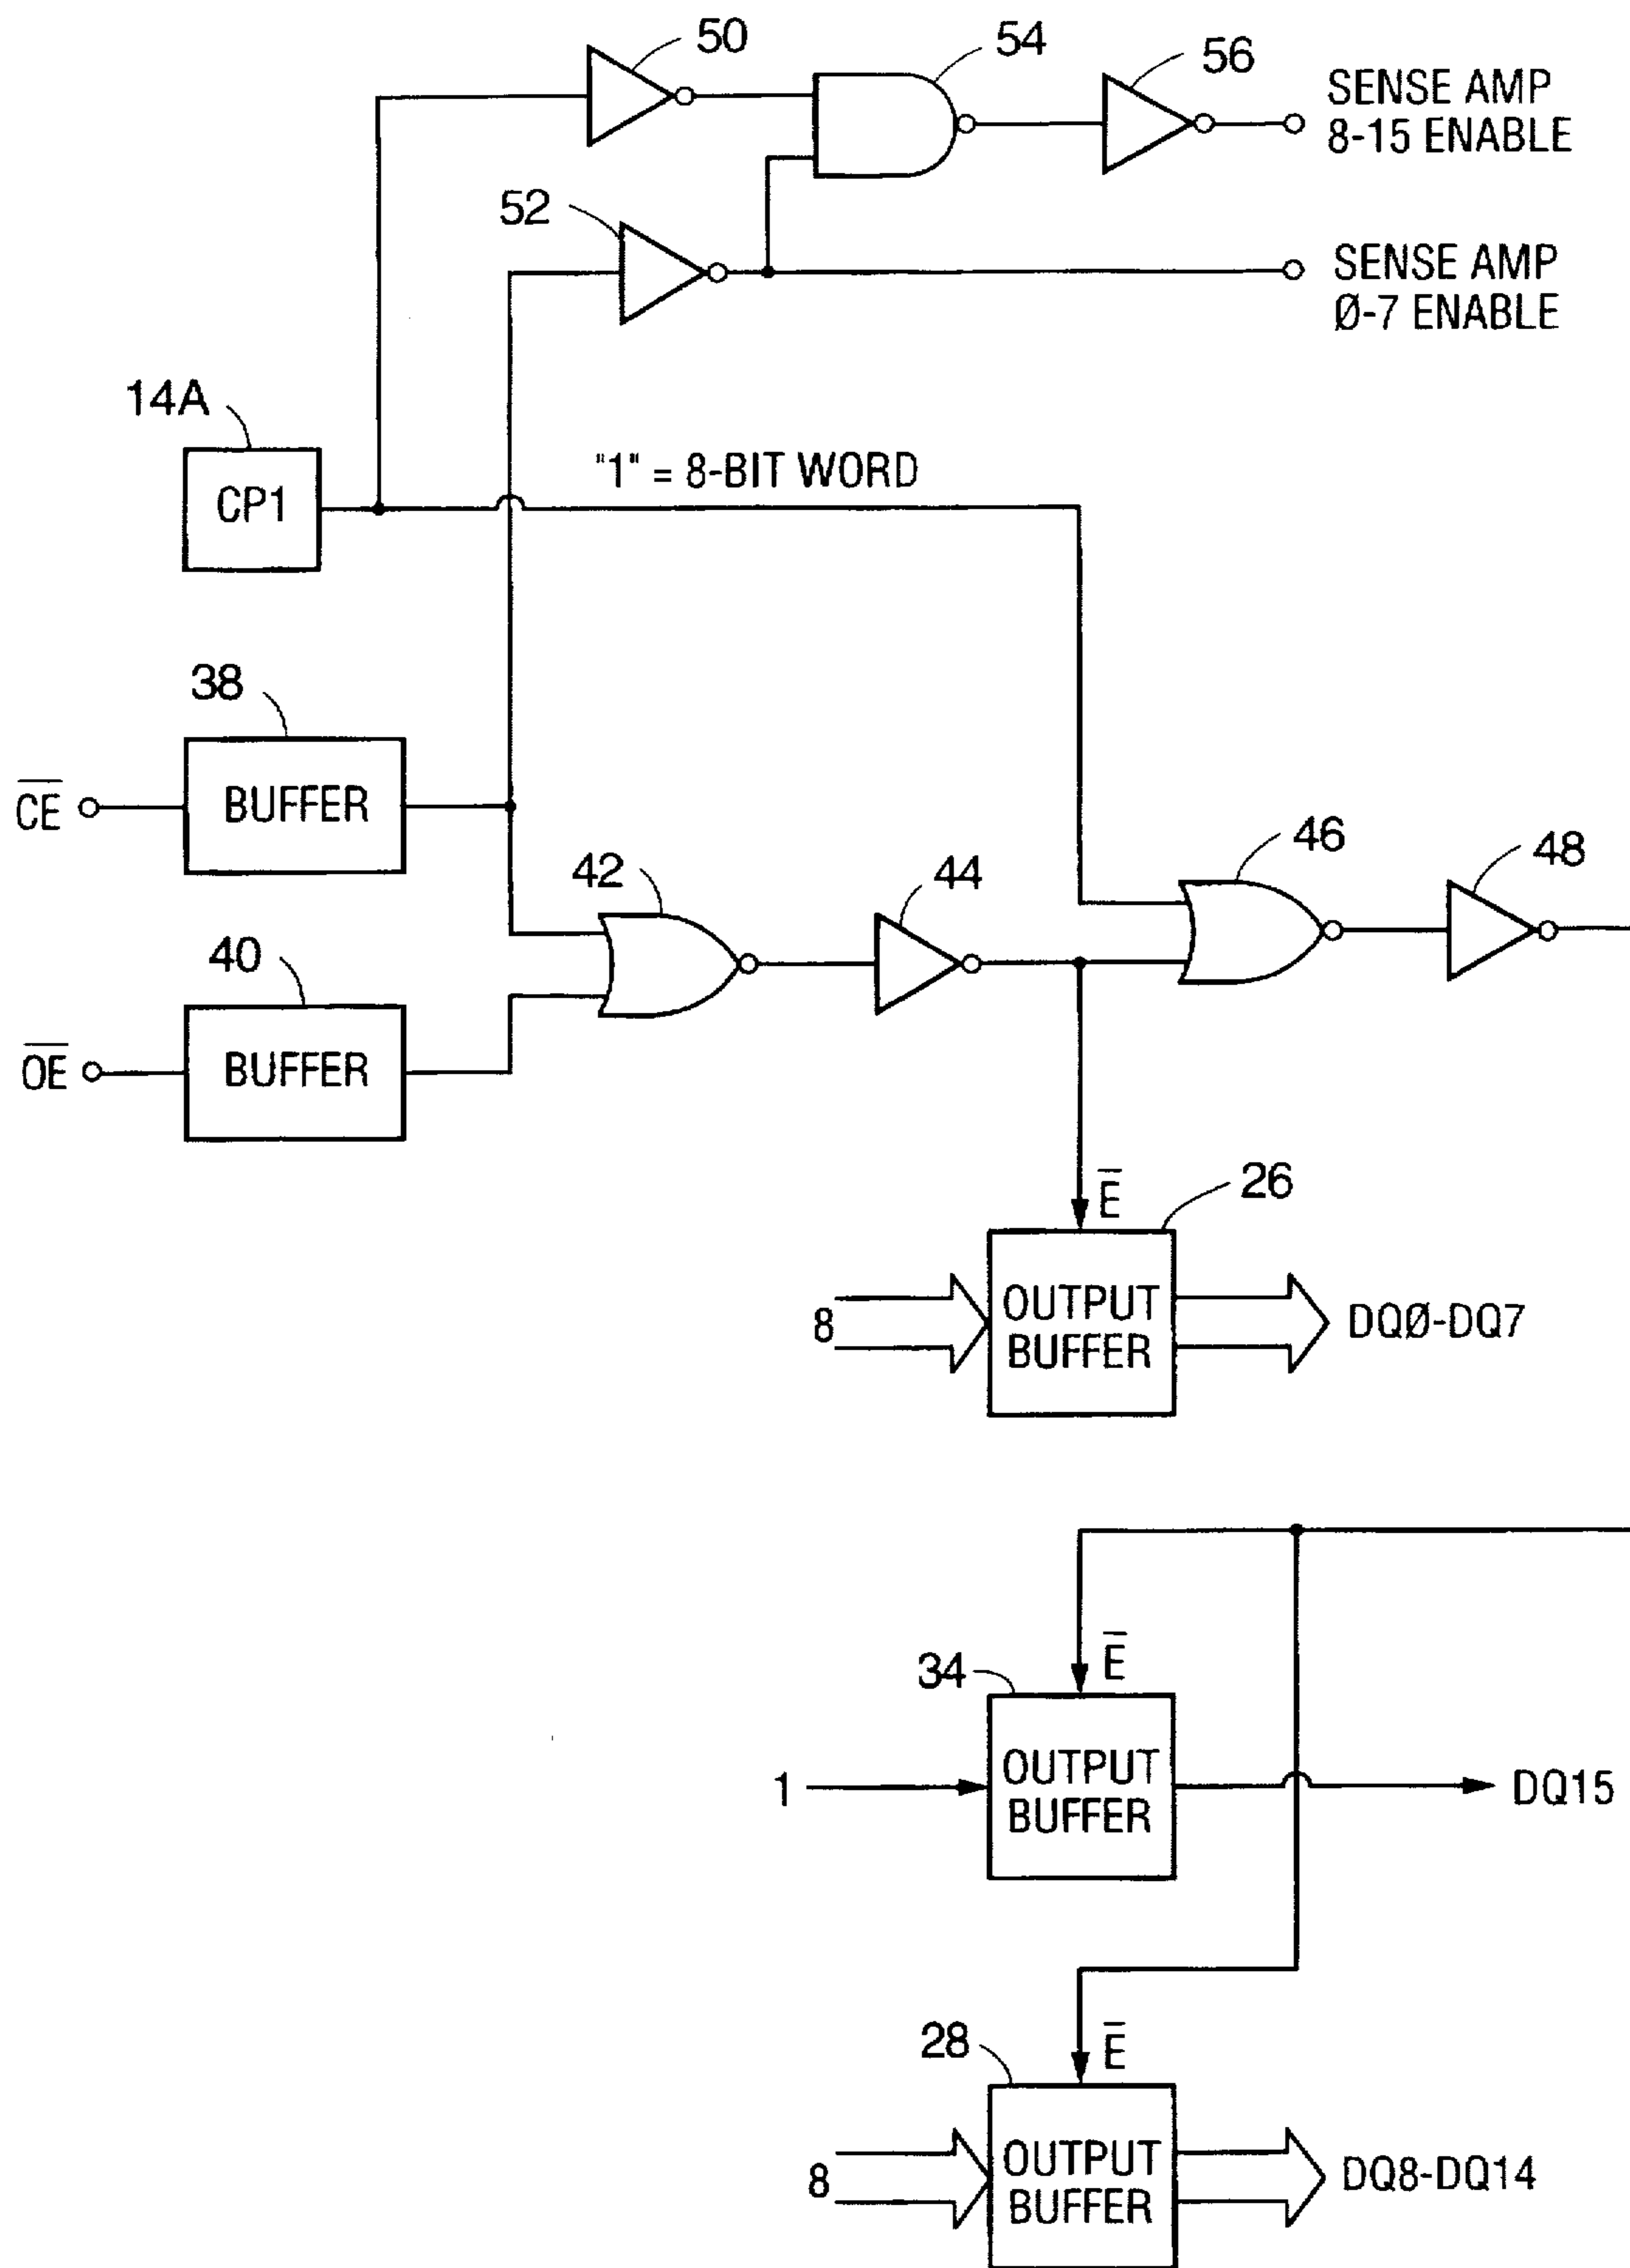 50
54
56
SENSE AMP
8-15 ENABLE
52
SENSE AMP
Ø-7 ENABLE
14A
CP1
"1" = 8-BIT WORD
38
C̅E̅
BUFFER
42
44
46
48
40
O̅E̅
BUFFER
E̅
26
8
OUTPUT
BUFFER
DQØ-DQ7
E̅
34
1
OUTPUT
BUFFER
DQ15
E̅
28
8
OUTPUT
BUFFER
DQ8-DQ14